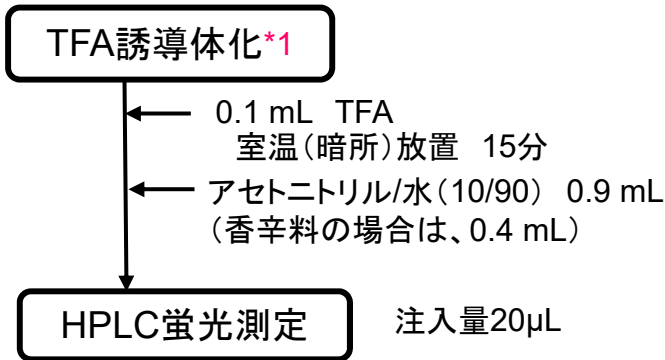 TFA誘導体化*1
0.1 mL TFA
室温（暗所）放置 15分
アセトニトリル/水（10/90） 0.9 mL
（香辛料の場合は、0.4 mL）
HPLC蛍光測定 注入量20μL